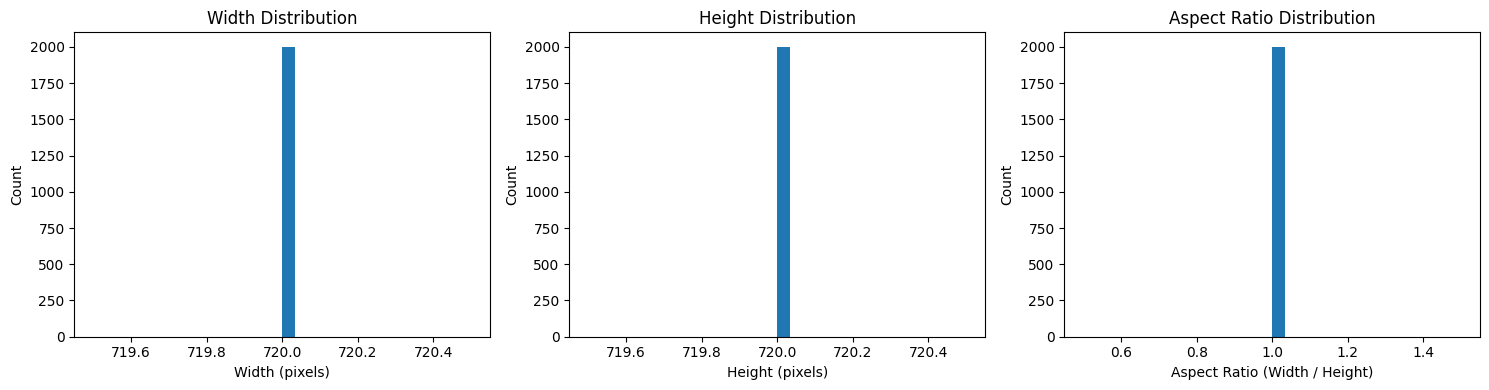 Width Distribution
2000
1750
1500
1250
1000
750
500
250
0
Count
719.6 719.8 720.0 720.2 720.4
Width (pixels)
Height Distribution
2000
1750
1500
1250
1000
750
500
250
0
Count
719.6 719.8 720.0 720.2 720.4
Height (pixels)
Aspect Ratio Distribution
2000
1750
1500
1250
1000
750
500
250
0
Count
0.6 0.8 1.0 1.2 1.4
Aspect Ratio (Width / Height)